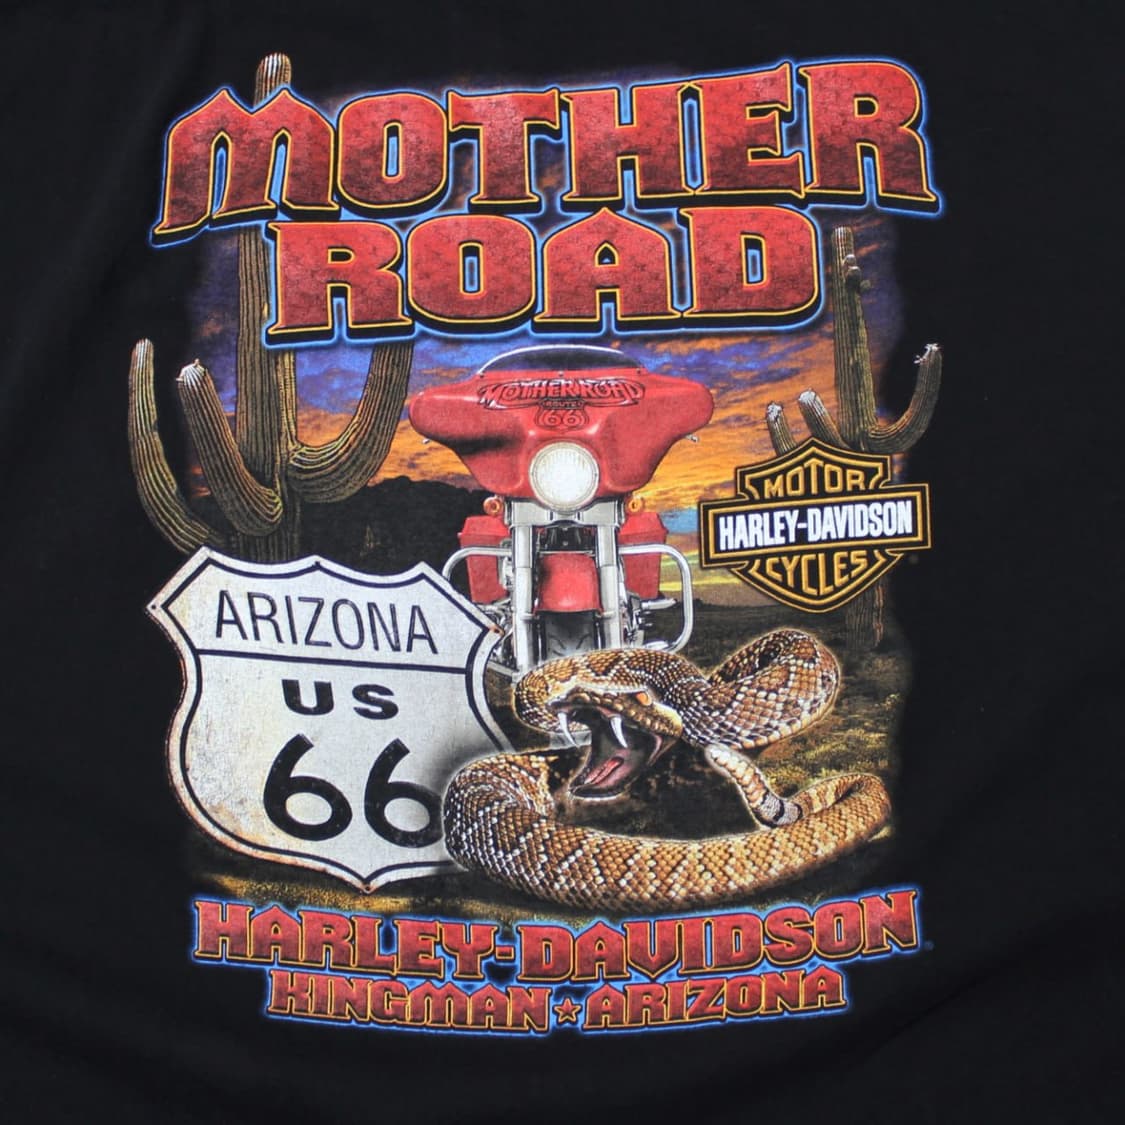 MOTHER
ROAD
MOTHER ROAD
ROUTE
66
MOTOR
HARLEY-DAVIDSON
CYCLES
ARIZONA
US
66
HARLEY-DAVIDSON
KINGMAN★ARIZONA